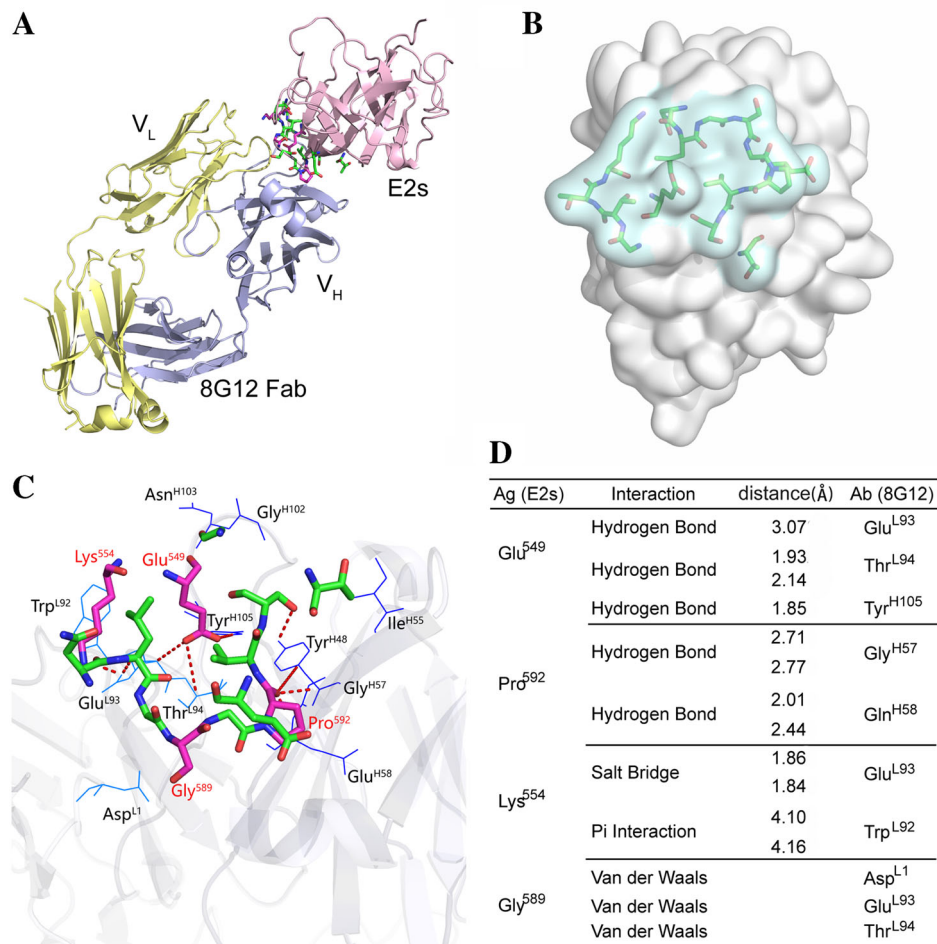 A
B
V_L
E2s
V_H
8G12 Fab
C
Asn^H103
Gly^H102
Lys^554
Glu^549
Trp^L92
Tyr^H105
Ile^H55
Tyr^H48
Glu^L93
Thr^L94
Gly^H57
Pro^592
Gly^589
Glu^H58
Asp^L1
D
Ag (E2s) Interaction distance(Å) Ab (8G12)
Glu^549 Hydrogen Bond 3.07 Glu^L93
Hydrogen Bond 1.93 Thr^L94
2.14
Hydrogen Bond 1.85 Tyr^H105
Pro^592 Hydrogen Bond 2.71 Gly^H57
2.77
Hydrogen Bond 2.01 Gln^H58
2.44
Lys^554 Salt Bridge 1.86 Glu^L93
1.84
Pi Interaction 4.10 Trp^L92
4.16
Gly^589 Van der Waals Asp^L1
Van der Waals Glu^L93
Van der Waals Thr^L94